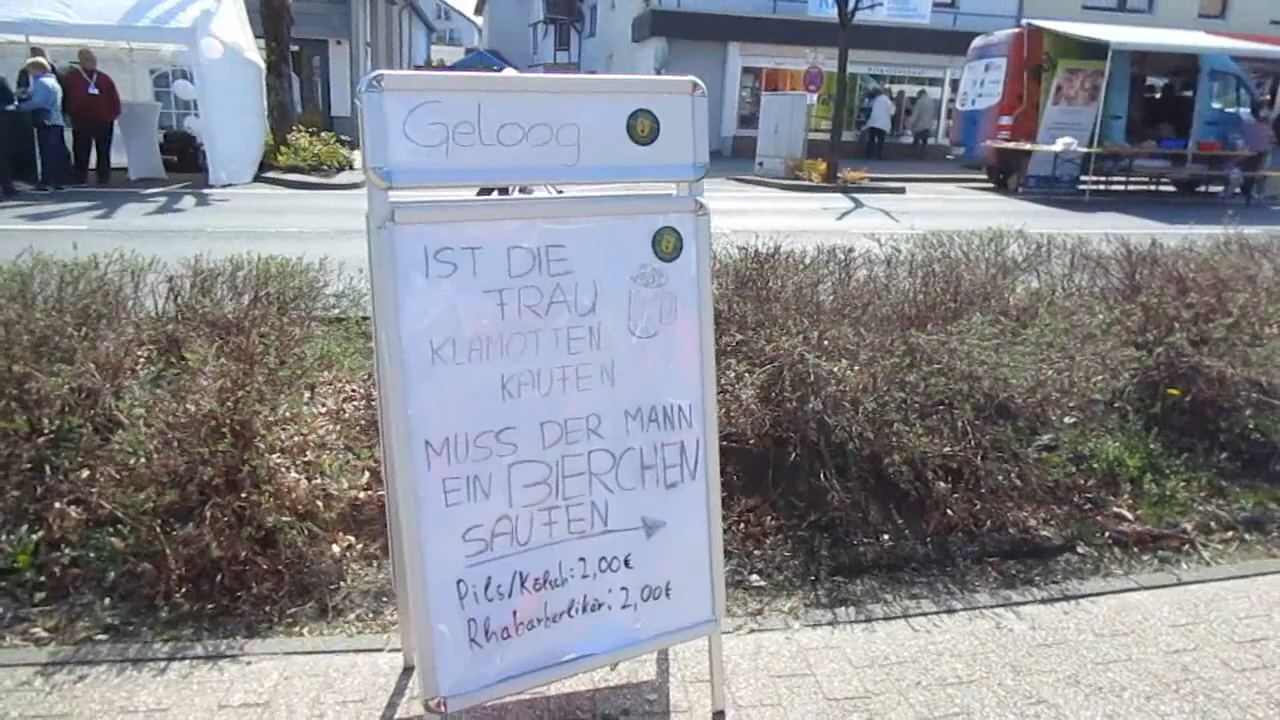 Geloog
IST DIE
FRAU
KLAMOTTEN
KAUFEN
MUSS DER MANN
EIN BIERCHEN
SAUFEN
Pils/Kölsch: 2,00€
Rhabarberlikör: 2,00€